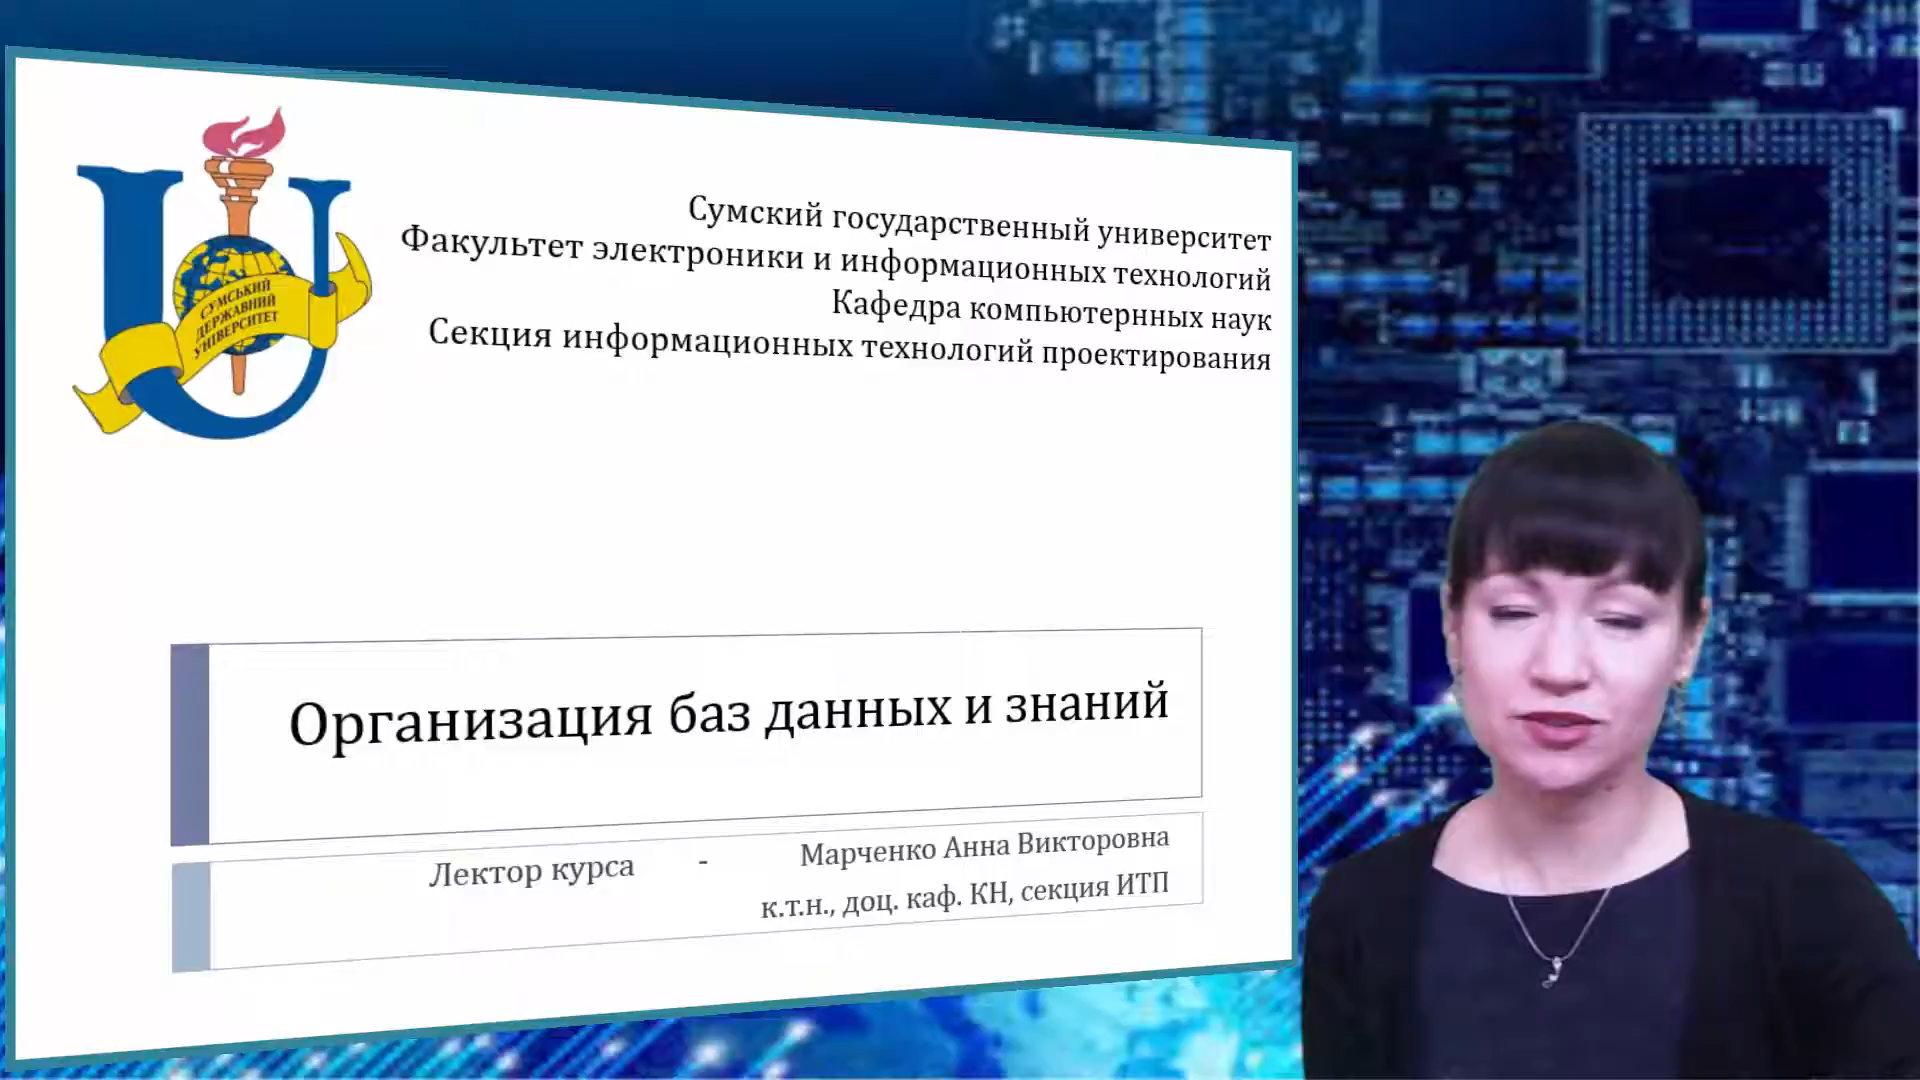 СУМСЬКИЙ
ДЕРЖАВНИЙ
УНІВЕРСИТЕТ
Сумский государственный университет
Факультет электроники и информационных технологий
Кафедра компьютернных наук
Секция информационных технологий проектирования
Организация баз данных и знаний
Лектор курса - Марченко Анна Викторовна
к.т.н., доц. каф. КН, секция ИТП